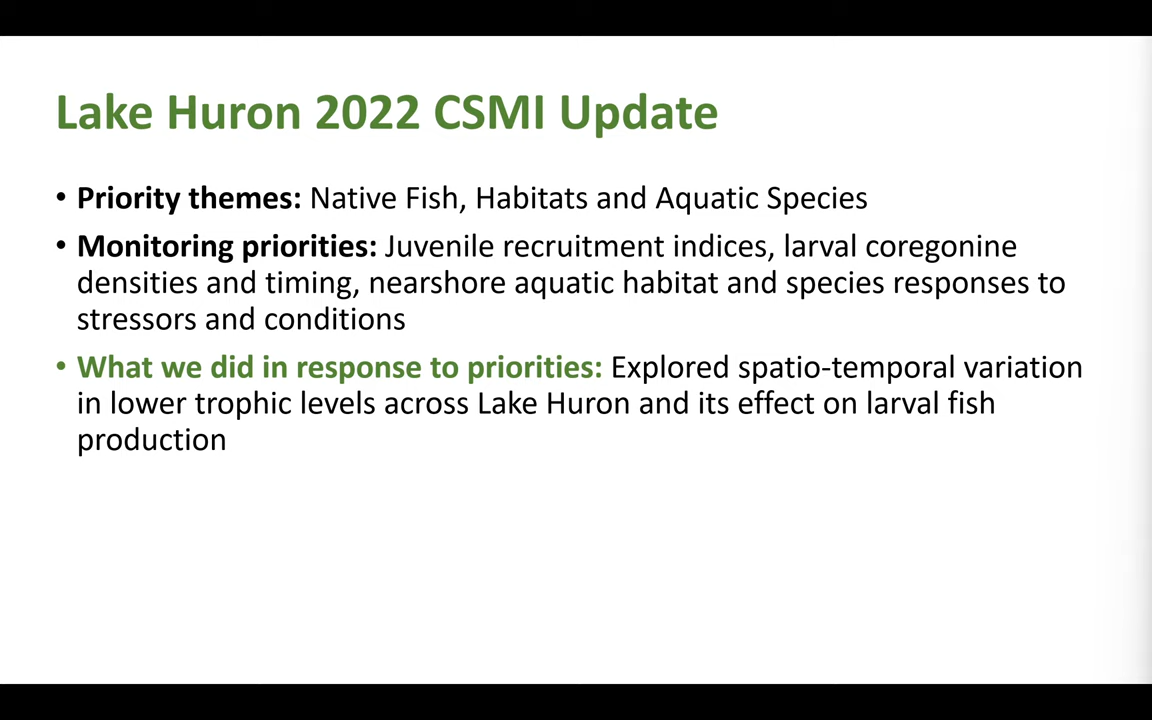 Lake Huron 2022 CSMI Update
• Priority themes: Native Fish, Habitats and Aquatic Species
• Monitoring priorities: Juvenile recruitment indices, larval coregonine
densities and timing, nearshore aquatic habitat and species responses to
stressors and conditions
• What we did in response to priorities: Explored spatio-temporal variation
in lower trophic levels across Lake Huron and its effect on larval fish
production